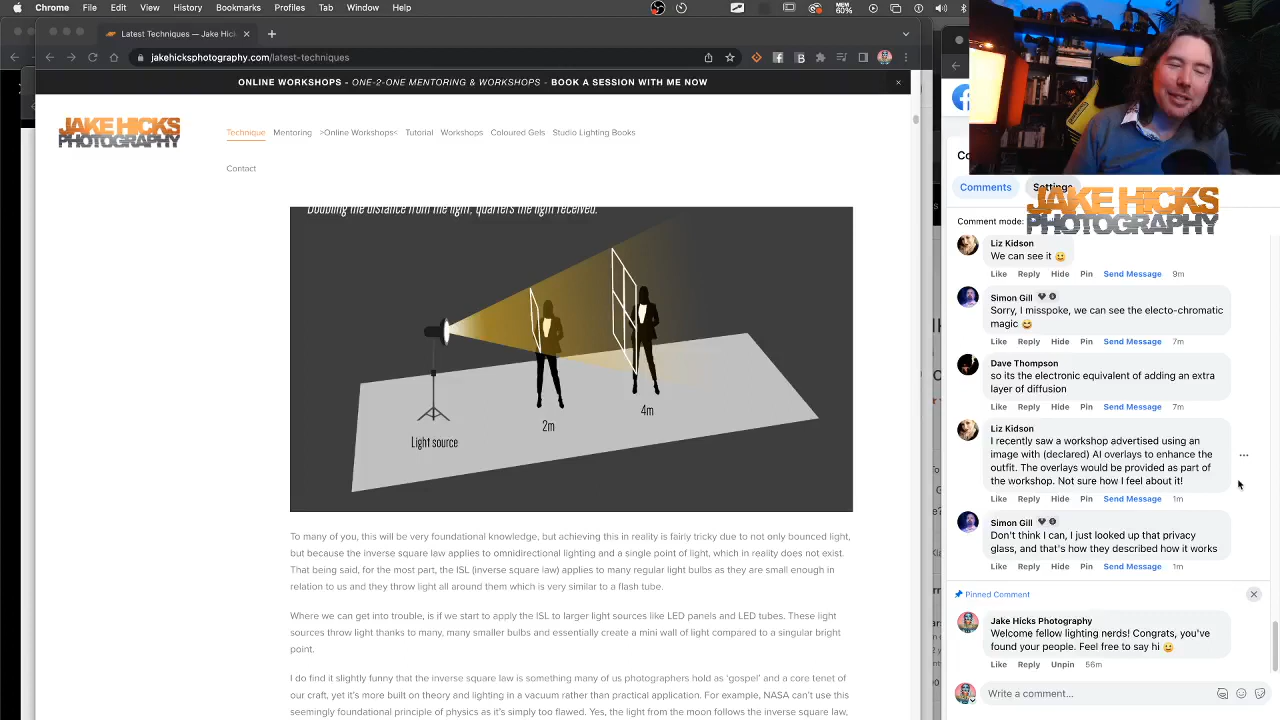 Chrome File Edit View History Bookmarks Profiles Tab Window Help
MEM
60%
Latest Techniques — Jake Hic
jakehicksphotography.com/latest-techniques
ONLINE WORKSHOPS - ONE-2-ONE MENTORING & WORKSHOPS - BOOK A SESSION WITH ME NOW
JAKE HICKS
PHOTOGRAPHY
Technique Mentoring >Online Workshops< Tutorial Workshops Coloured Gels Studio Lighting Books
Contact
Doubling the distance from the light, quarters the light received.
Light source
2m
4m
To many of you, this will be very foundational knowledge, but achieving this in reality is fairly tricky due to not only bounced light,
but because the inverse square law applies to omnidirectional lighting and a single point of light, which in reality does not exist.
That being said, for the most part, the ISL (inverse square law) applies to many regular light bulbs as they are small enough in
relation to us and they throw light all around them which is very similar to a flash tube.
Where we can get into trouble, is if we start to apply the ISL to larger light sources like LED panels and LED tubes. These light
sources throw light thanks to many, many smaller bulbs and essentially create a mini wall of light compared to a singular bright
point.
I do find it slightly funny that the inverse square law is something many of us photographers hold as 'gospel' and a core tenet of
our craft, yet it's more built on theory and lighting in a vacuum rather than practical application. For example, NASA can't use this
seemingly foundational principle of physics as it's simply too flawed. Yes, the light from the moon follows the inverse square law,
Comments Settings
JAKE HICKS
PHOTOGRAPHY
Comment mode:
Liz Kidson
We can see it 😀
Like Reply Hide Pin Send Message 9m
Simon Gill
Sorry, I misspoke, we can see the electo-chromatic
magic 😄
Like Reply Hide Pin Send Message 7m
Dave Thompson
so its the electronic equivalent of adding an extra
layer of diffusion
Like Reply Hide Pin Send Message 7m
Liz Kidson
I recently saw a workshop advertised using an
image with (declared) AI overlays to enhance the
outfit. The overlays would be provided as part of
the workshop. Not sure how I feel about it!
Like Reply Hide Pin Send Message 1m
Simon Gill
Don't think I can, I just looked up that privacy
glass, and that's how they described how it works
Like Reply Hide Pin Send Message 1m
Pinned Comment
Jake Hicks Photography
Welcome fellow lighting nerds! Congrats, you've
found your people. Feel free to say hi 😀
Like Reply Unpin 56m
Write a comment...